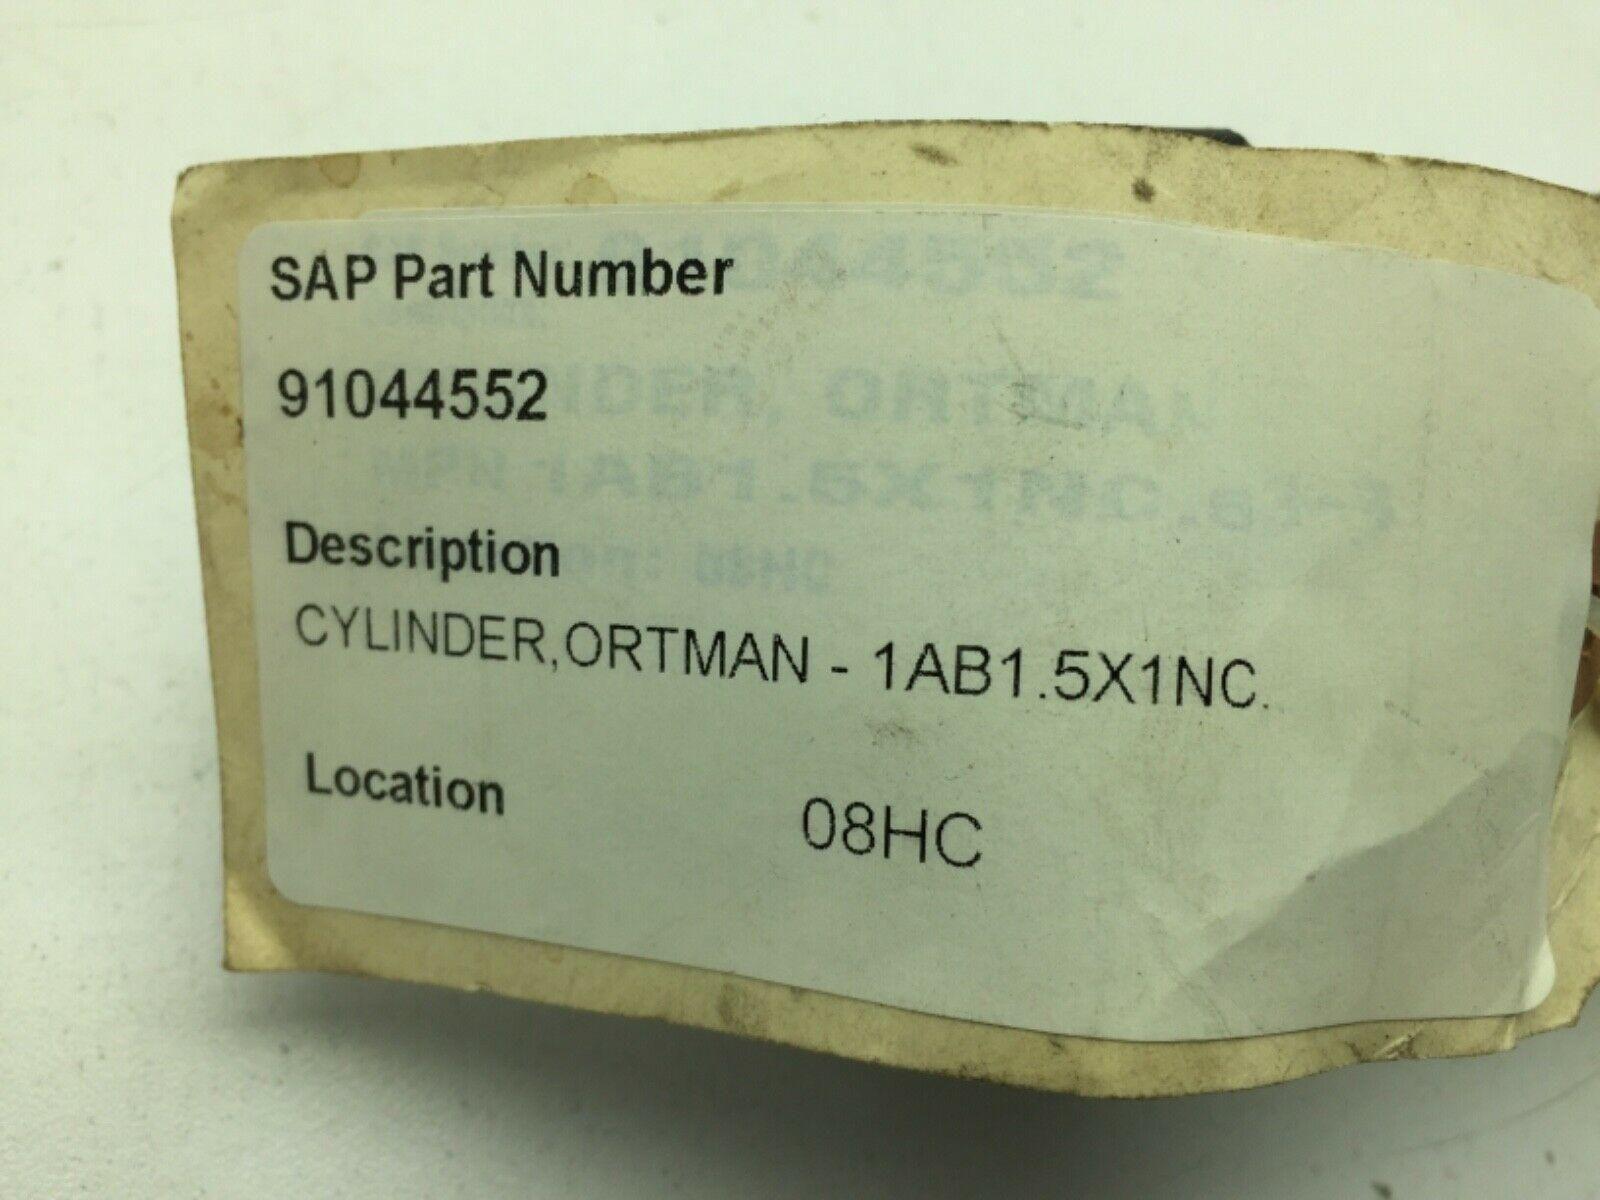 SAP Part Number
91044552
Description
CYLINDER,ORTMAN - 1AB1.5X1NC.
Location 08HC